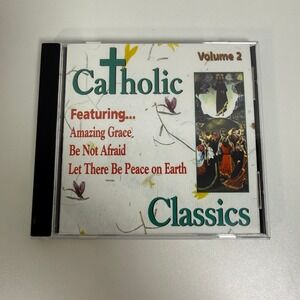 Volume 2
Catholic
Featuring...
Amazing Grace
Be Not Afraid
Let There Be Peace on Earth
Classics